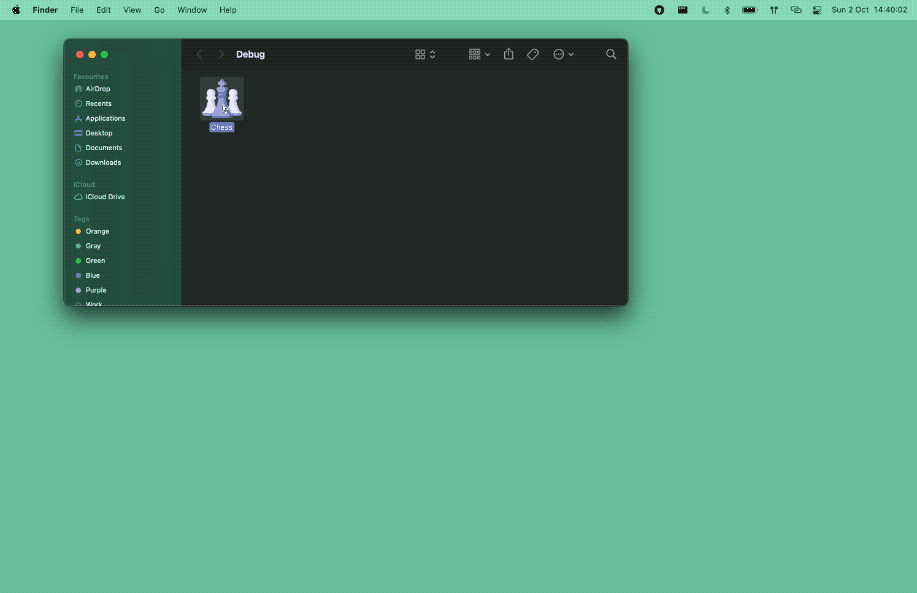 Finder File Edit View Go Window Help Sun 2 Oct 14:40:02
Debug
Favourites
AirDrop
Recents
Applications
Desktop
Documents
Downloads
iCloud
iCloud Drive
Tags
Orange
Gray
Green
Blue
Purple
Work
Chess